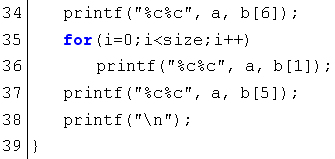 34 printf("%c%c", a, b[6]);
35 for(i=0;i<size;i++)
36 printf("%c%c", a, b[1]);
37 printf("%c%c", a, b[5]);
38 printf("\n");
39 }